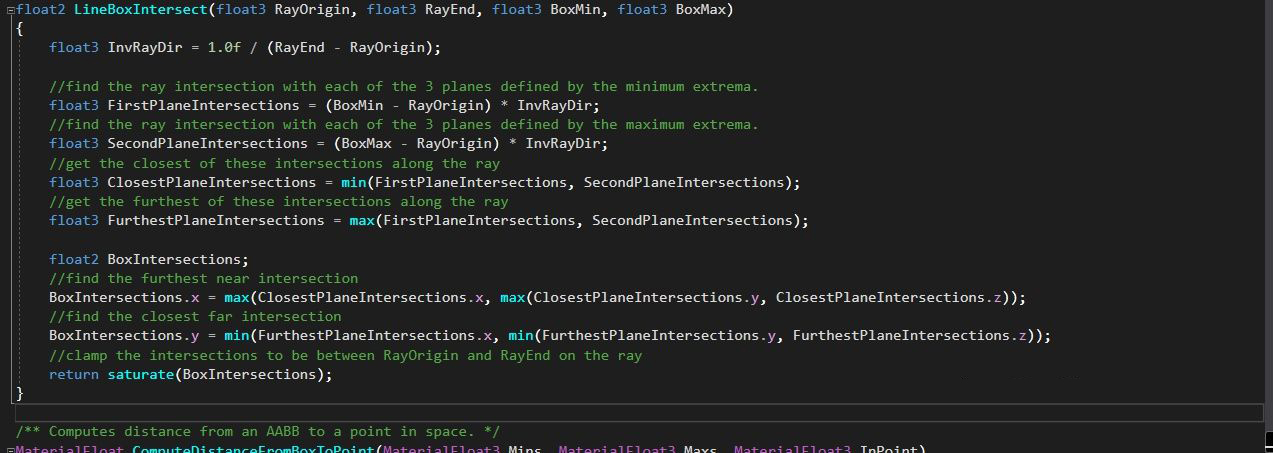 float2 LineBoxIntersect(float3 RayOrigin, float3 RayEnd, float3 BoxMin, float3 BoxMax)
{
float3 InvRayDir = 1.0f / (RayEnd - RayOrigin);
//find the ray intersection with each of the 3 planes defined by the minimum extrema.
float3 FirstPlaneIntersections = (BoxMin - RayOrigin) * InvRayDir;
//find the ray intersection with each of the 3 planes defined by the maximum extrema.
float3 SecondPlaneIntersections = (BoxMax - RayOrigin) * InvRayDir;
//get the closest of these intersections along the ray
float3 ClosestPlaneIntersections = min(FirstPlaneIntersections, SecondPlaneIntersections);
//get the furthest of these intersections along the ray
float3 FurthestPlaneIntersections = max(FirstPlaneIntersections, SecondPlaneIntersections);
float2 BoxIntersections;
//find the furthest near intersection
BoxIntersections.x = max(ClosestPlaneIntersections.x, max(ClosestPlaneIntersections.y, ClosestPlaneIntersections.z));
//find the closest far intersection
BoxIntersections.y = min(FurthestPlaneIntersections.x, min(FurthestPlaneIntersections.y, FurthestPlaneIntersections.z));
//clamp the intersections to be between RayOrigin and RayEnd on the ray
return saturate(BoxIntersections);
}
/** Computes distance from an AABB to a point in space. */
MaterialFloat ComputeDistanceFromBoxToPoint(MaterialFloat3 Mins, MaterialFloat3 Maxs, MaterialFloat3 InPoint)